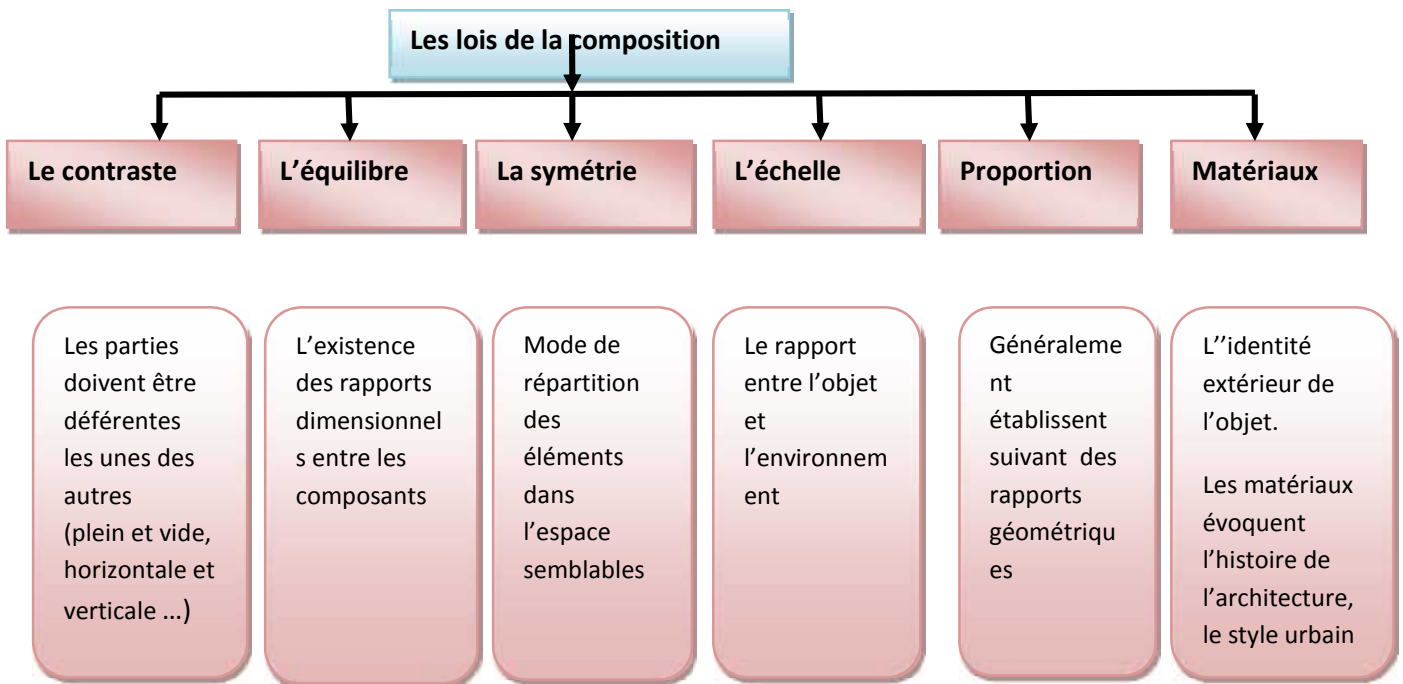 Les lois de la composition
Le contraste
L’équilibre
La symétrie
L’échelle
Proportion
Matériaux
Les parties
doivent être
déférentes
les unes des
autres
(plein et vide,
horizontale et
verticale ...)
L’existence
des rapports
dimensionnel
s entre les
composants
Mode de
répartition
des
éléments
dans
l’espace
semblables
Le rapport
entre l’objet
et
l’environnem
ent
Généraleme
nt
établissent
suivant des
rapports
géométriqu
es
L’’identité
extérieur de
l’objet.
Les matériaux
évoquent
l’histoire de
l’architecture,
le style urbain